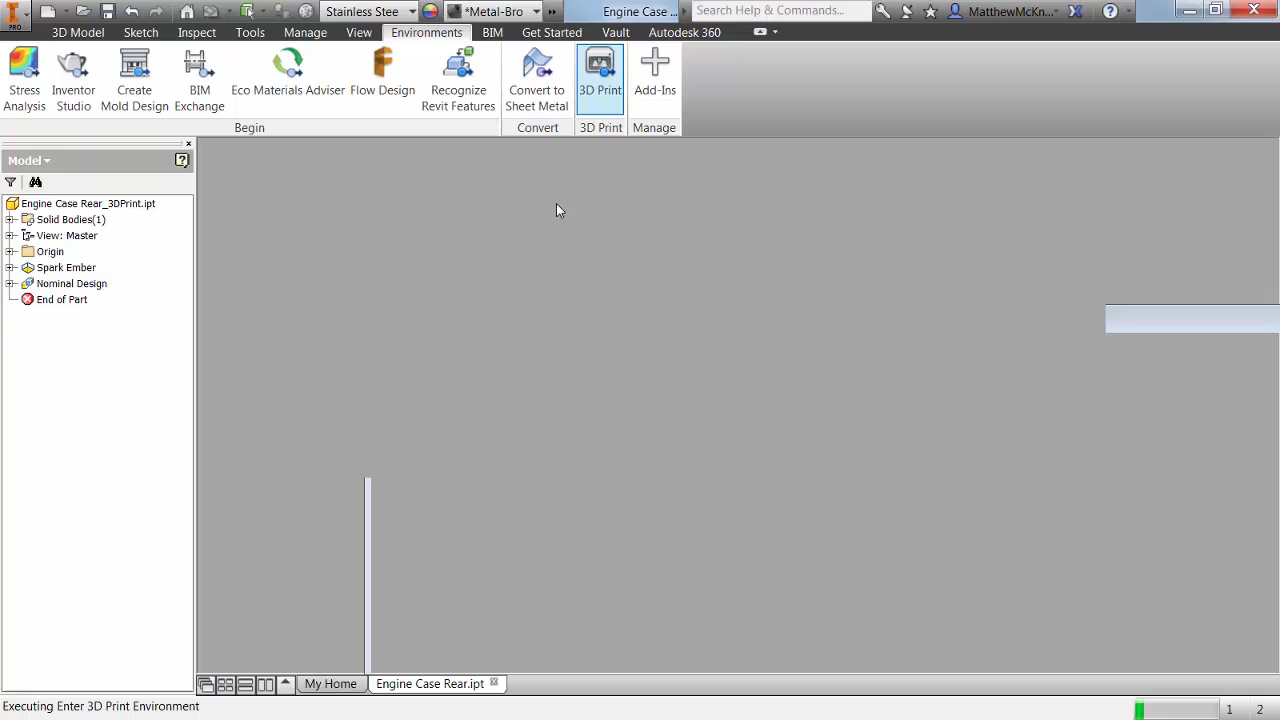 PRO
Stainless Stee
*Metal-Bro
Engine Case ...
Search Help & Commands...
MatthewMcKn...
3D Model
Sketch
Inspect
Tools
Manage
View
Environments
BIM
Get Started
Vault
Autodesk 360
Stress
Analysis
Inventor
Studio
Create
Mold Design
BIM
Exchange
Eco Materials Adviser
Flow Design
Recognize
Revit Features
Convert to
Sheet Metal
3D Print
Add-Ins
Begin
Convert
3D Print
Manage
Model
Engine Case Rear_3DPrint.ipt
Solid Bodies(1)
View: Master
Origin
Spark Ember
Nominal Design
End of Part
My Home
Engine Case Rear.ipt
Executing Enter 3D Print Environment
1
2